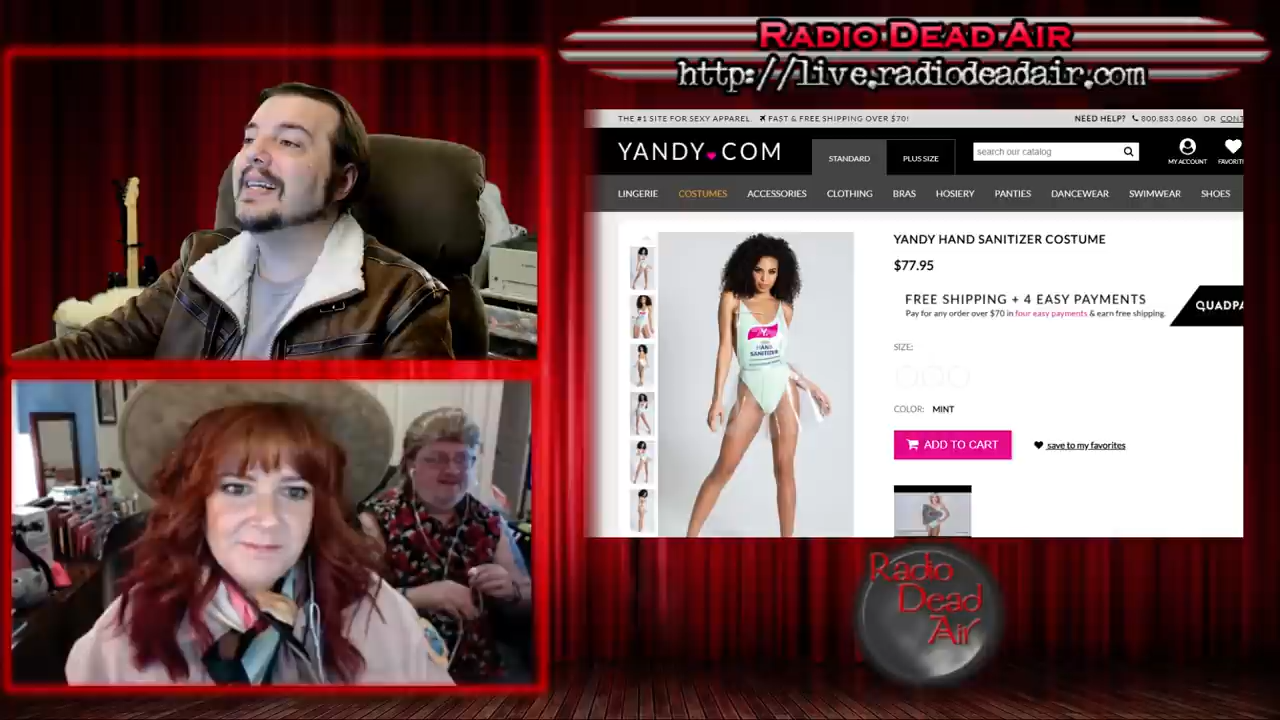 RADIO DEAD AIR
http://live.radiodeadair.com
THE #1 SITE FOR SEXY APPAREL. FAST & FREE SHIPPING OVER $70!
NEED HELP? 800.883.0860 OR CONT
YANDY.COM
STANDARD
PLUS SIZE
search our catalog
MY ACCOUNT
FAVORITI
LINGERIE COSTUMES ACCESSORIES CLOTHING BRAS HOSIERY PANTIES DANCEWEAR SWIMWEAR SHOES
YANDY HAND SANITIZER COSTUME
$77.95
FREE SHIPPING + 4 EASY PAYMENTS
Pay for any order over $70 in four easy payments & earn free shipping.
QUADPA
SIZE:
COLOR: MINT
ADD TO CART
save to my favorites
HAND
SANITIZER
Radio
Dead
Air